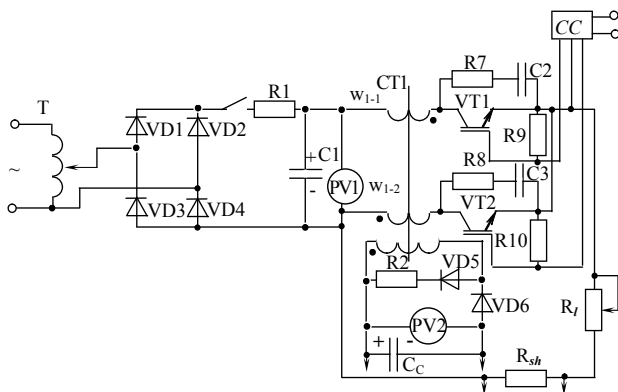 CC
R7
C2
CT1
T
R1
w1-1
VT1
VD1
VD2
R9
+
C1
R8
C3
~
PV1
w1-2
-
VT2
VD3
VD4
R10
R2
VD5
VD6
Rl
+
-
PV2
CC
Rsh